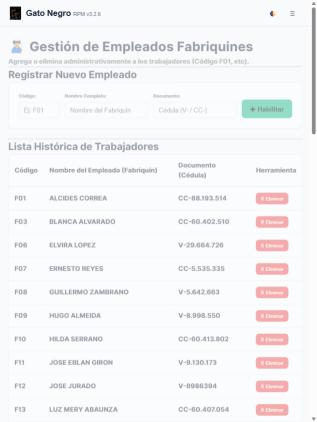 Gato Negro RPM v3.2.6
Gestión de Empleados Fabriquines
Agrega o elimina administrativamente a los trabajadores (Código F01, etc).
Registrar Nuevo Empleado
Código: Nombre Completo: Documento:
Ej: F01 Nombre del Fabriquín Cédula (V- / CC-) + Habilitar
Lista Histórica de Trabajadores
Código Nombre del Empleado (Fabriquín) Documento (Cédula) Herramienta
F01 ALCIDES CORREA CC-88.193.514 Eliminar
F03 BLANCA ALVARADO CC-60.402.510 Eliminar
F06 ELVIRA LOPEZ V-29.664.726 Eliminar
F07 ERNESTO REYES CC-5.535.335 Eliminar
F08 GUILLERMO ZAMBRANO V-5.642.663 Eliminar
F09 HUGO ALMEIDA V-8.998.550 Eliminar
F10 HILDA SERRANO CC-60.413.802 Eliminar
F11 JOSE EBLAN GIRON V-9.130.173 Eliminar
F12 JOSE JURADO V-8986394 Eliminar
F13 LUZ MERY ABAUNZA CC-60.407.054 Eliminar